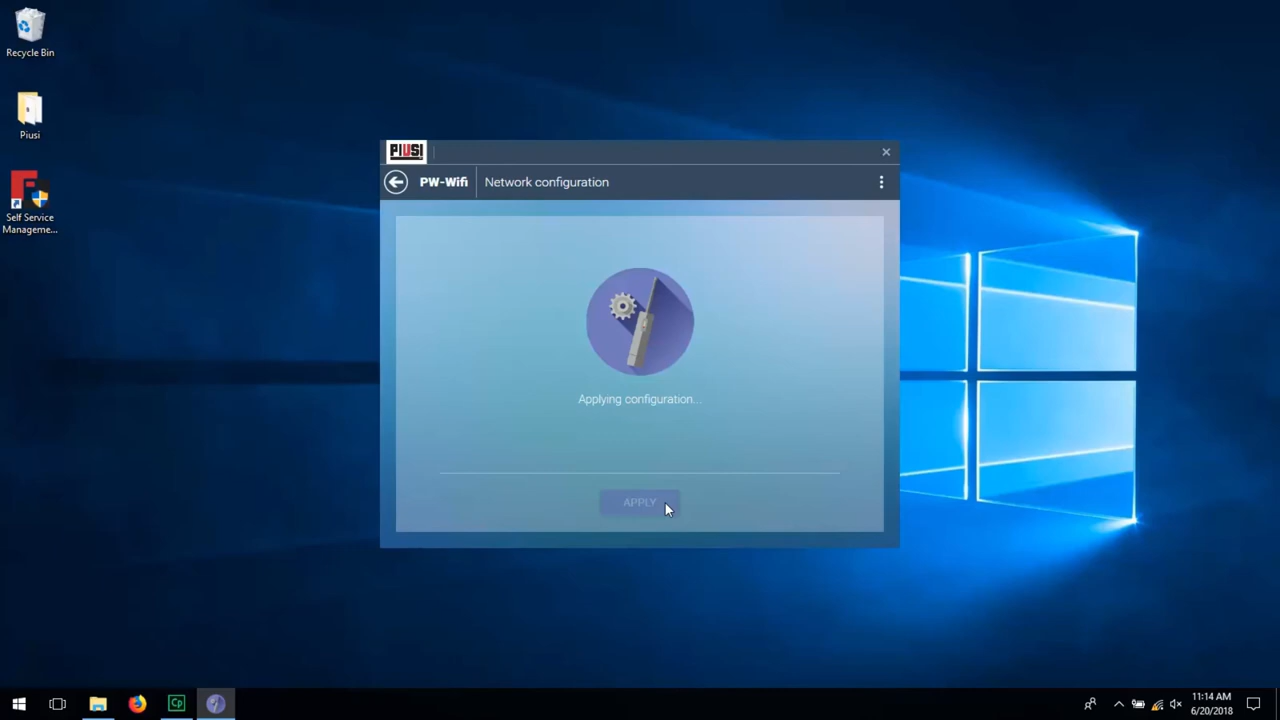 Recycle Bin
Piusi
Self Service
Manageme...
PIUSI
PW-Wifi
Network configuration
Applying configuration...
APPLY
Cp
11:14 AM
6/20/2018